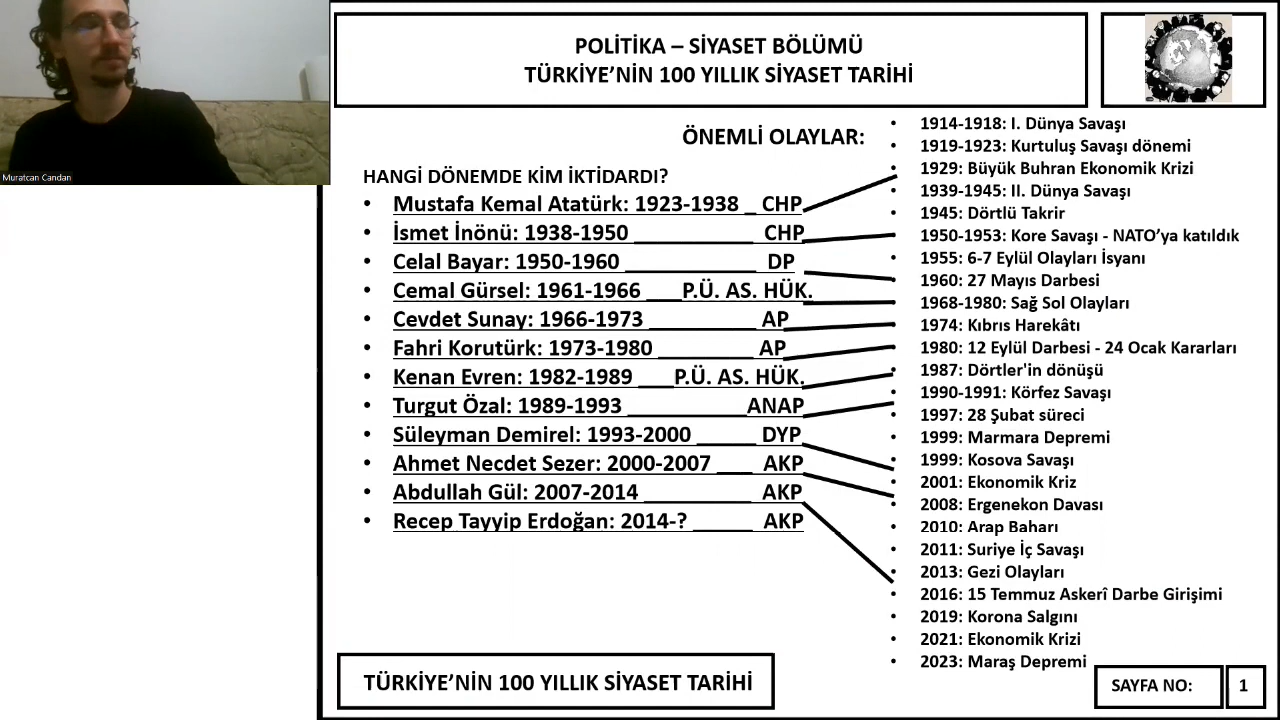 Muratcan Candan
POLİTİKA – SİYASET BÖLÜMÜ
TÜRKİYE'NİN 100 YILLIK SİYASET TARİHİ
ÖNEMLİ OLAYLAR:
HANGİ DÖNEMDE KİM İKTİDARDI?
• Mustafa Kemal Atatürk: 1923-1938 _ CHP
• İsmet İnönü: 1938-1950 __________ CHP
• Celal Bayar: 1950-1960 ___________ DP
• Cemal Gürsel: 1961-1966 ___P.Ü. AS. HÜK.
• Cevdet Sunay: 1966-1973 _________ AP
• Fahri Korutürk: 1973-1980 _________ AP
• Kenan Evren: 1982-1989 ___P.Ü. AS. HÜK.
• Turgut Özal: 1989-1993 __________ANAP
• Süleyman Demirel: 1993-2000 _____ DYP
• Ahmet Necdet Sezer: 2000-2007 ___ AKP
• Abdullah Gül: 2007-2014 _________ AKP
• Recep Tayyip Erdoğan: 2014-? _____ AKP
• 1914-1918: I. Dünya Savaşı
• 1919-1923: Kurtuluş Savaşı dönemi
• 1929: Büyük Buhran Ekonomik Krizi
• 1939-1945: II. Dünya Savaşı
• 1945: Dörtlü Takrir
• 1950-1953: Kore Savaşı - NATO'ya katıldık
• 1955: 6-7 Eylül Olayları İsyanı
• 1960: 27 Mayıs Darbesi
• 1968-1980: Sağ Sol Olayları
• 1974: Kıbrıs Harekâtı
• 1980: 12 Eylül Darbesi - 24 Ocak Kararları
• 1987: Dörtler'in dönüşü
• 1990-1991: Körfez Savaşı
• 1997: 28 Şubat süreci
• 1999: Marmara Depremi
• 1999: Kosova Savaşı
• 2001: Ekonomik Kriz
• 2008: Ergenekon Davası
• 2010: Arap Baharı
• 2011: Suriye İç Savaşı
• 2013: Gezi Olayları
• 2016: 15 Temmuz Askerî Darbe Girişimi
• 2019: Korona Salgını
• 2021: Ekonomik Krizi
• 2023: Maraş Depremi
TÜRKİYE'NİN 100 YILLIK SİYASET TARİHİ
SAYFA NO: 1